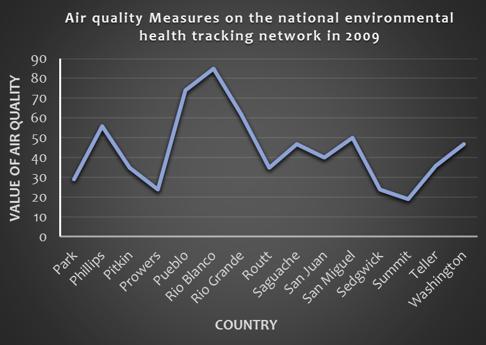 Air quality Measures on the national environmental
health tracking network in 2009
VALUE OF AIR QUALITY
90
80
70
60
50
40
30
20
10
0
Park
Phillips
Pitkin
Prowers
Pueblo
Rio Blanco
Rio Grande
Routt
Saguache
San Juan
San Miguel
Sedgwick
Summit
Teller
Washington
COUNTRY